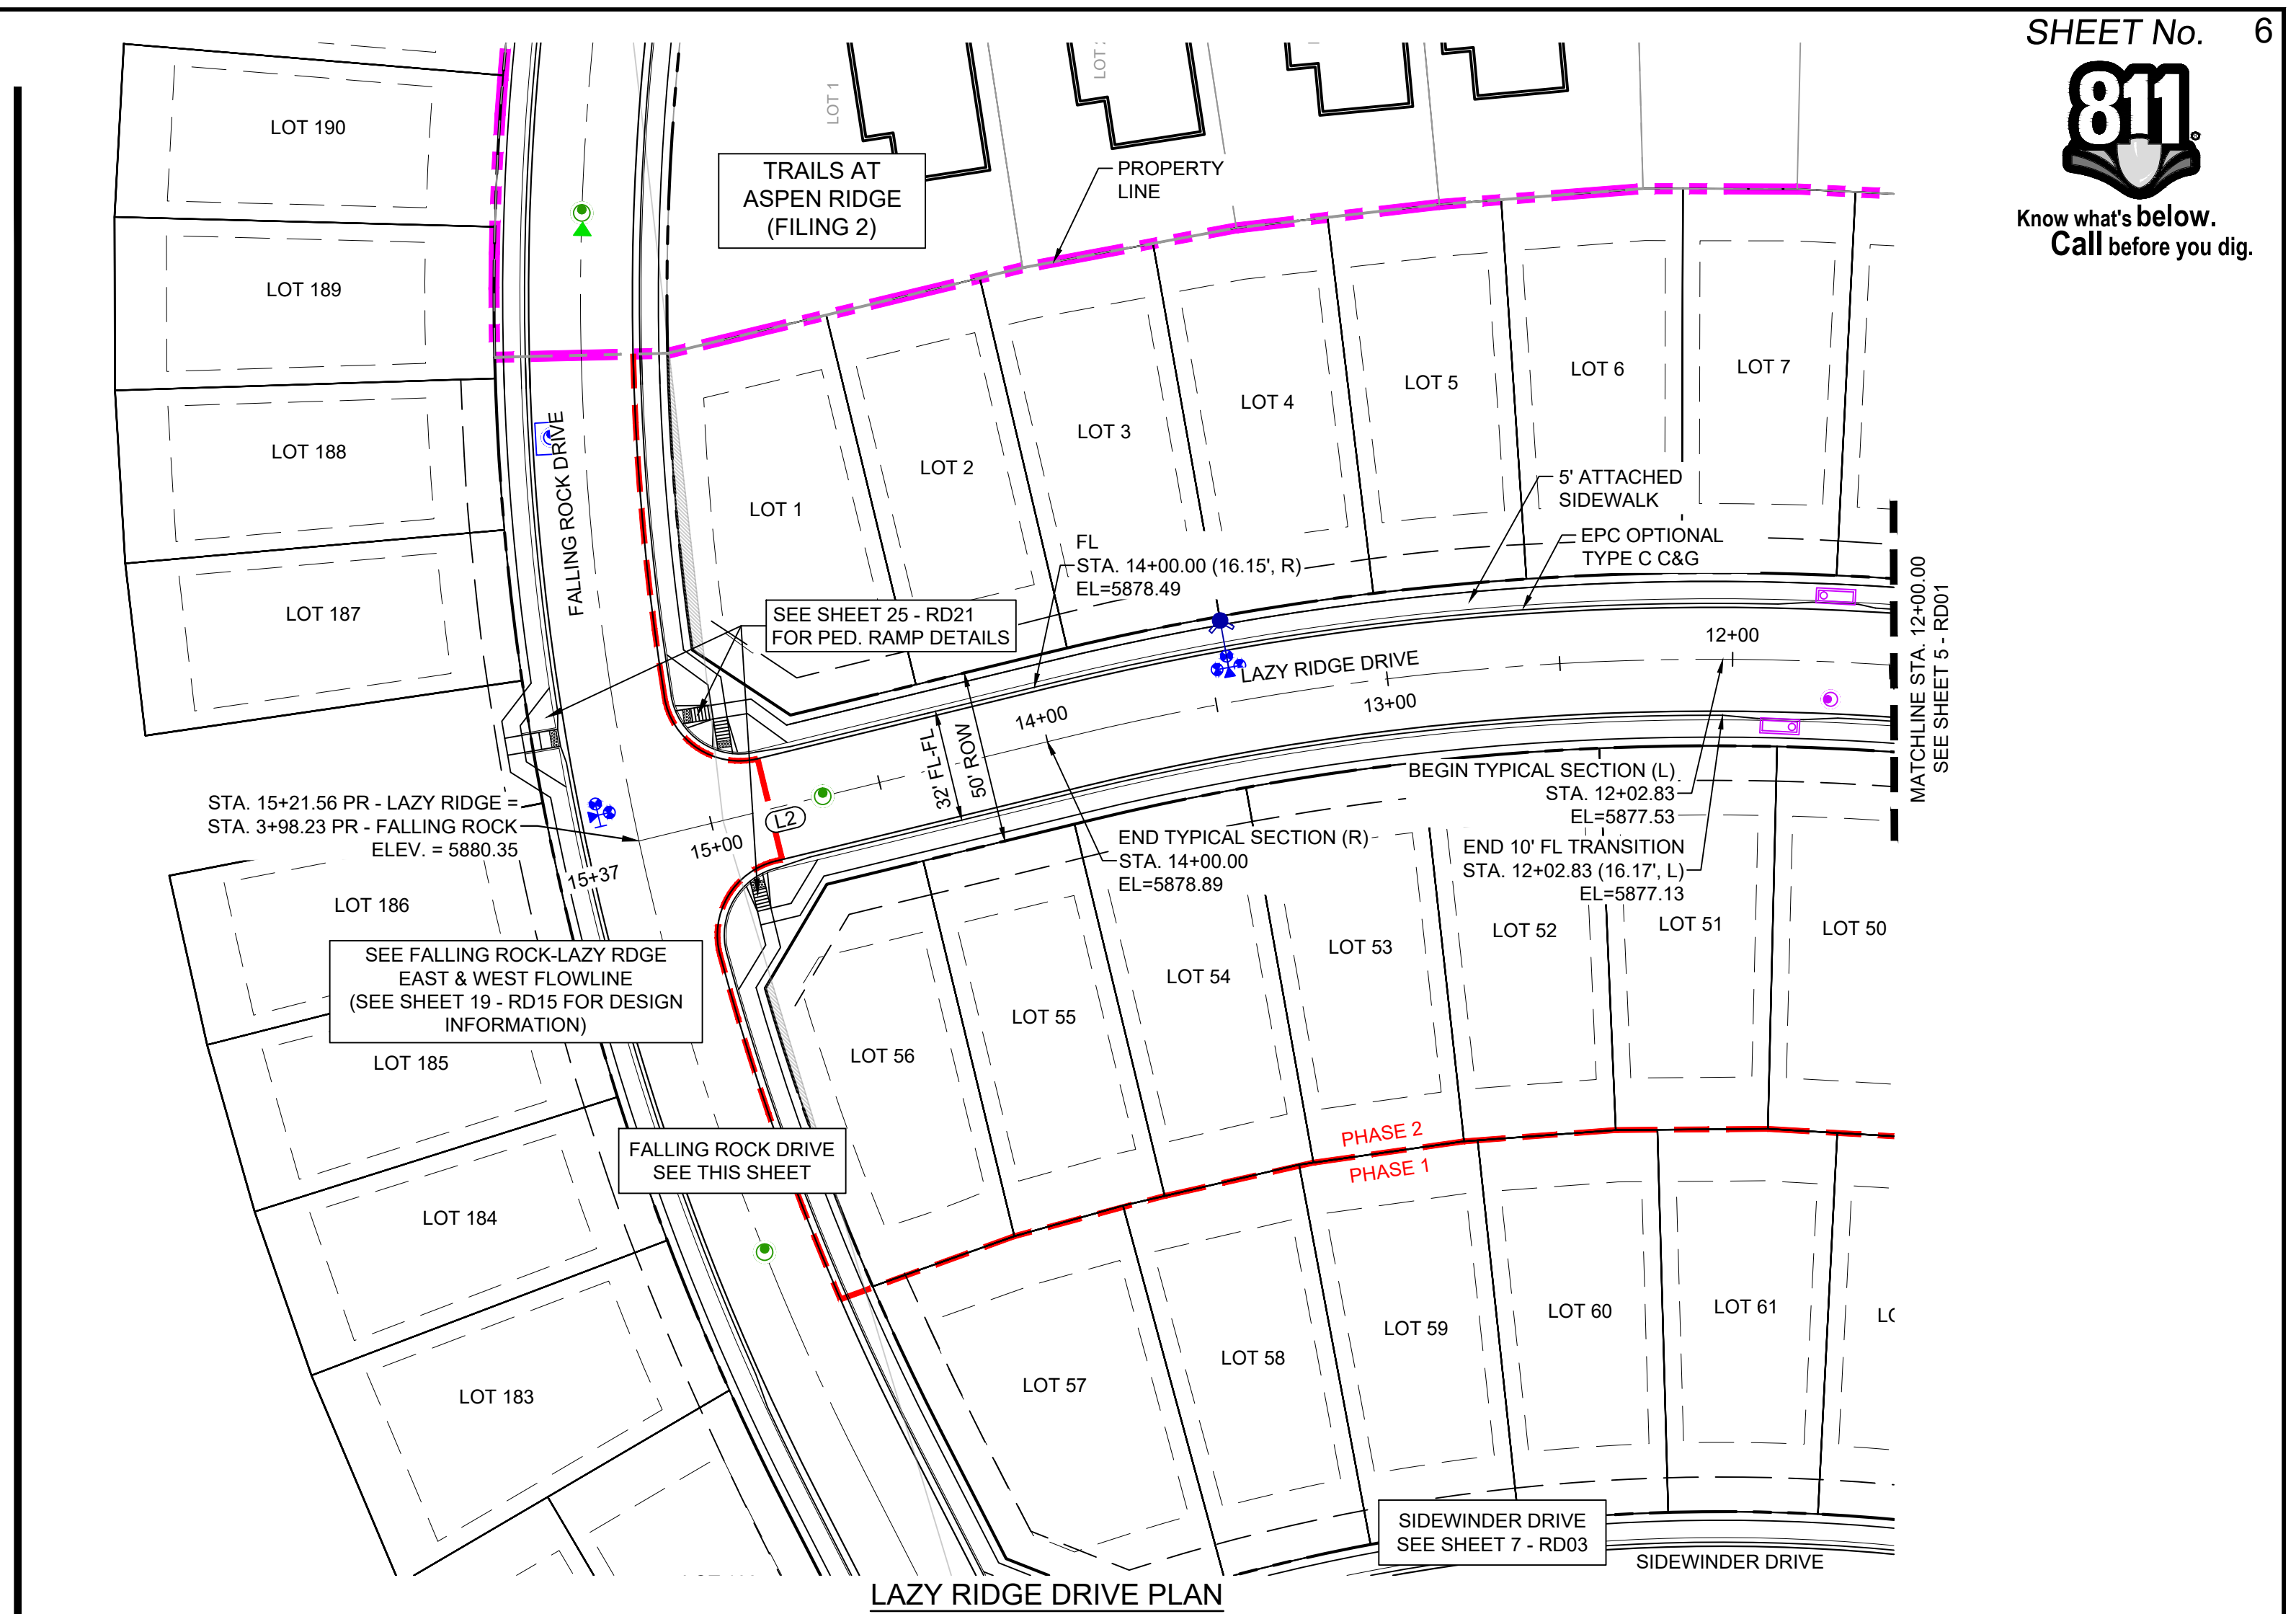 SHEET No. 6
811
Know what's below.
Call before you dig.
LOT 190
LOT 189
LOT 188
LOT 187
LOT 1
TRAILS AT
ASPEN RIDGE
(FILING 2)
PROPERTY
LINE
FALLING ROCK DRIVE
LOT 1
LOT 2
LOT 3
LOT 4
LOT 5
LOT 6
LOT 7
5' ATTACHED
SIDEWALK
EPC OPTIONAL
TYPE C C&G
FL
STA. 14+00.00 (16.15', R)
EL=5878.49
SEE SHEET 25 - RD21
FOR PED. RAMP DETAILS
LAZY RIDGE DRIVE
12+00
13+00
14+00
15+00
15+37
32' FL-FL
50' ROW
L2
MATCHLINE STA. 12+00.00
SEE SHEET 5 - RD01
STA. 15+21.56 PR - LAZY RIDGE =
STA. 3+98.23 PR - FALLING ROCK
ELEV. = 5880.35
BEGIN TYPICAL SECTION (L)
STA. 12+02.83
EL=5877.53
END 10' FL TRANSITION
STA. 12+02.83 (16.17', L)
EL=5877.13
END TYPICAL SECTION (R)
STA. 14+00.00
EL=5878.89
LOT 186
SEE FALLING ROCK-LAZY RDGE
EAST & WEST FLOWLINE
(SEE SHEET 19 - RD15 FOR DESIGN
INFORMATION)
LOT 185
LOT 184
LOT 183
FALLING ROCK DRIVE
SEE THIS SHEET
LOT 56
LOT 55
LOT 54
LOT 53
LOT 52
LOT 51
LOT 50
PHASE 2
PHASE 1
LOT 57
LOT 58
LOT 59
LOT 60
LOT 61
SIDEWINDER DRIVE
SEE SHEET 7 - RD03
SIDEWINDER DRIVE
LAZY RIDGE DRIVE PLAN